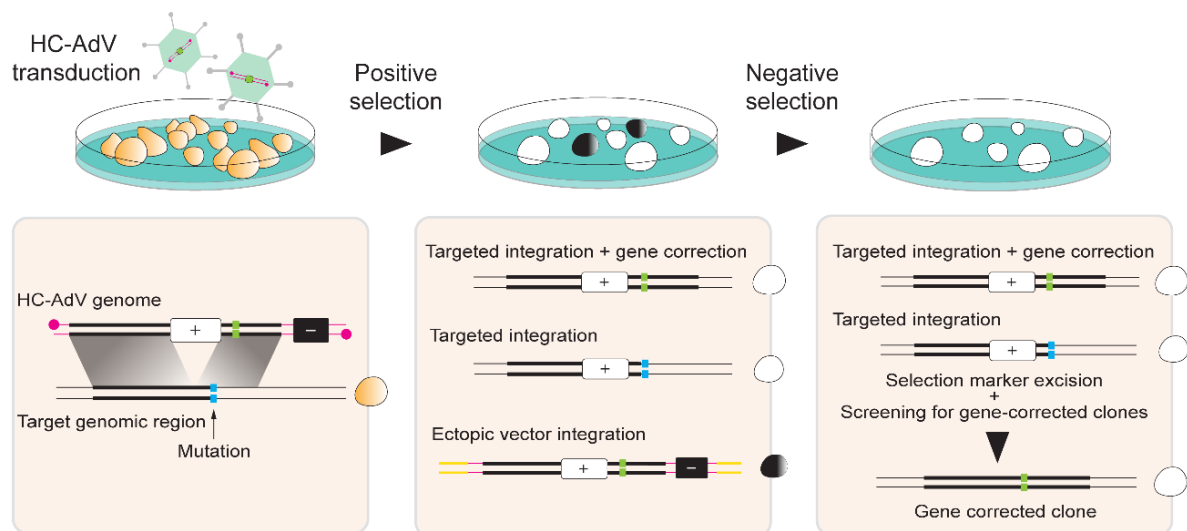 HC-AdV
transduction
Positive
selection
Negative
selection
HC-AdV genome
+
−
Target genomic region
Mutation
Targeted integration + gene correction
+
Targeted integration
+
Ectopic vector integration
+
−
Targeted integration + gene correction
+
Targeted integration
+
Selection marker excision
+
Screening for gene-corrected clones
Gene corrected clone